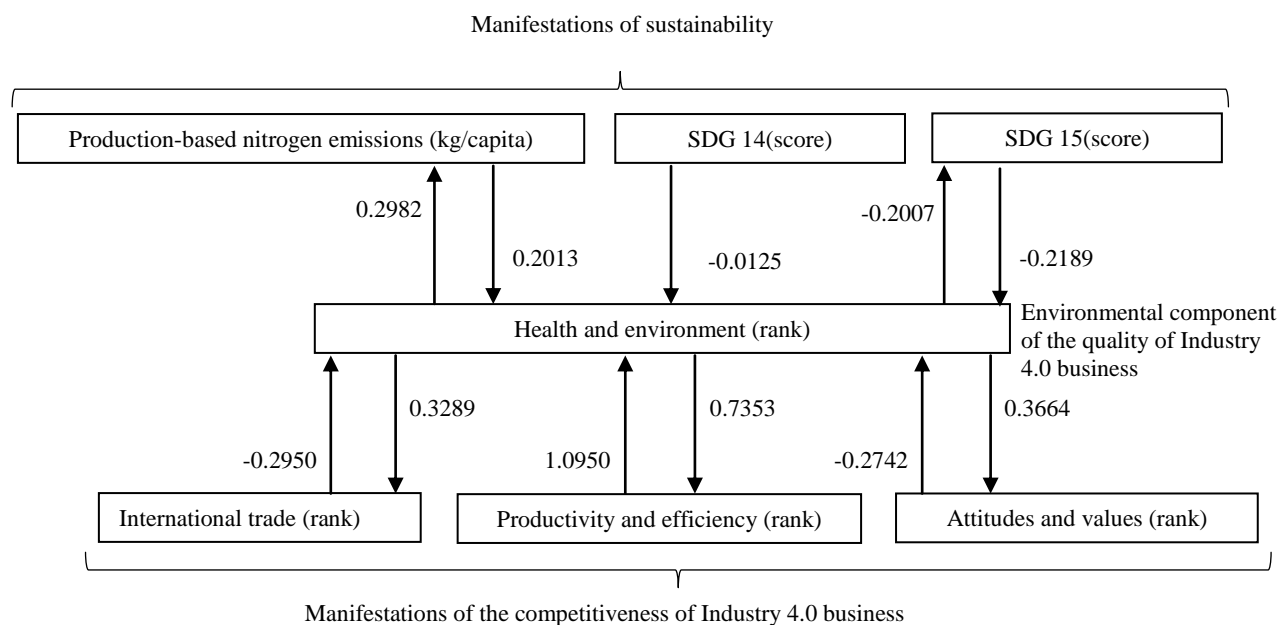 Manifestations of sustainability
Production-based nitrogen emissions (kg/capita)
SDG 14(score)
SDG 15(score)
0.2982
-0.2007
0.2013
-0.0125
-0.2189
Health and environment (rank)
Environmental component
of the quality of Industry
4.0 business
0.3289
0.7353
0.3664
-0.2950
1.0950
-0.2742
International trade (rank)
Productivity and efficiency (rank)
Attitudes and values (rank)
Manifestations of the competitiveness of Industry 4.0 business